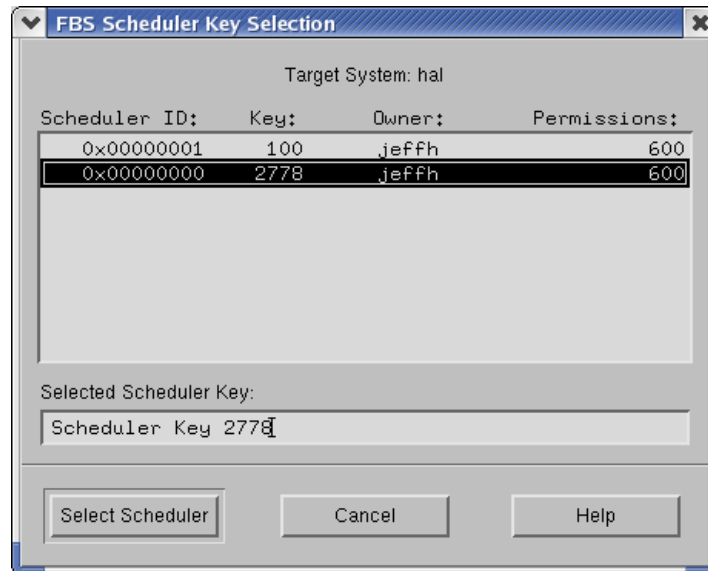 FBS Scheduler Key Selection
Target System: hal
Scheduler ID: Key: Owner: Permissions:
0x00000001 100 jeffh 600
0x00000000 2778 jeffh 600
Selected Scheduler Key:
Scheduler Key 2778
Select Scheduler Cancel Help